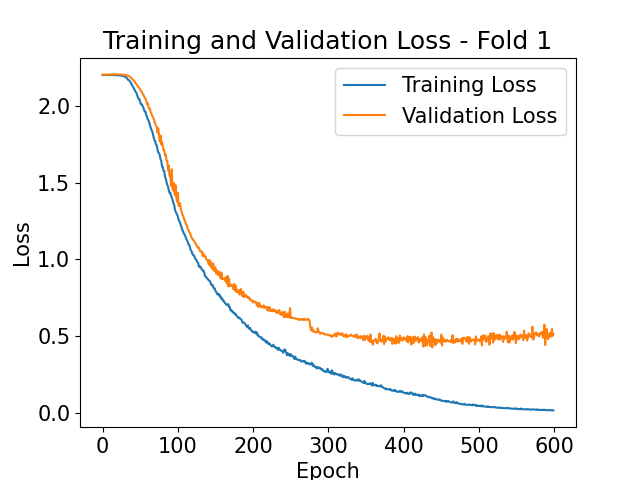 Training and Validation Loss - Fold 1
Training Loss
Validation Loss
Loss
2.0
1.5
1.0
0.5
0.0
0 100 200 300 400 500 600
Epoch